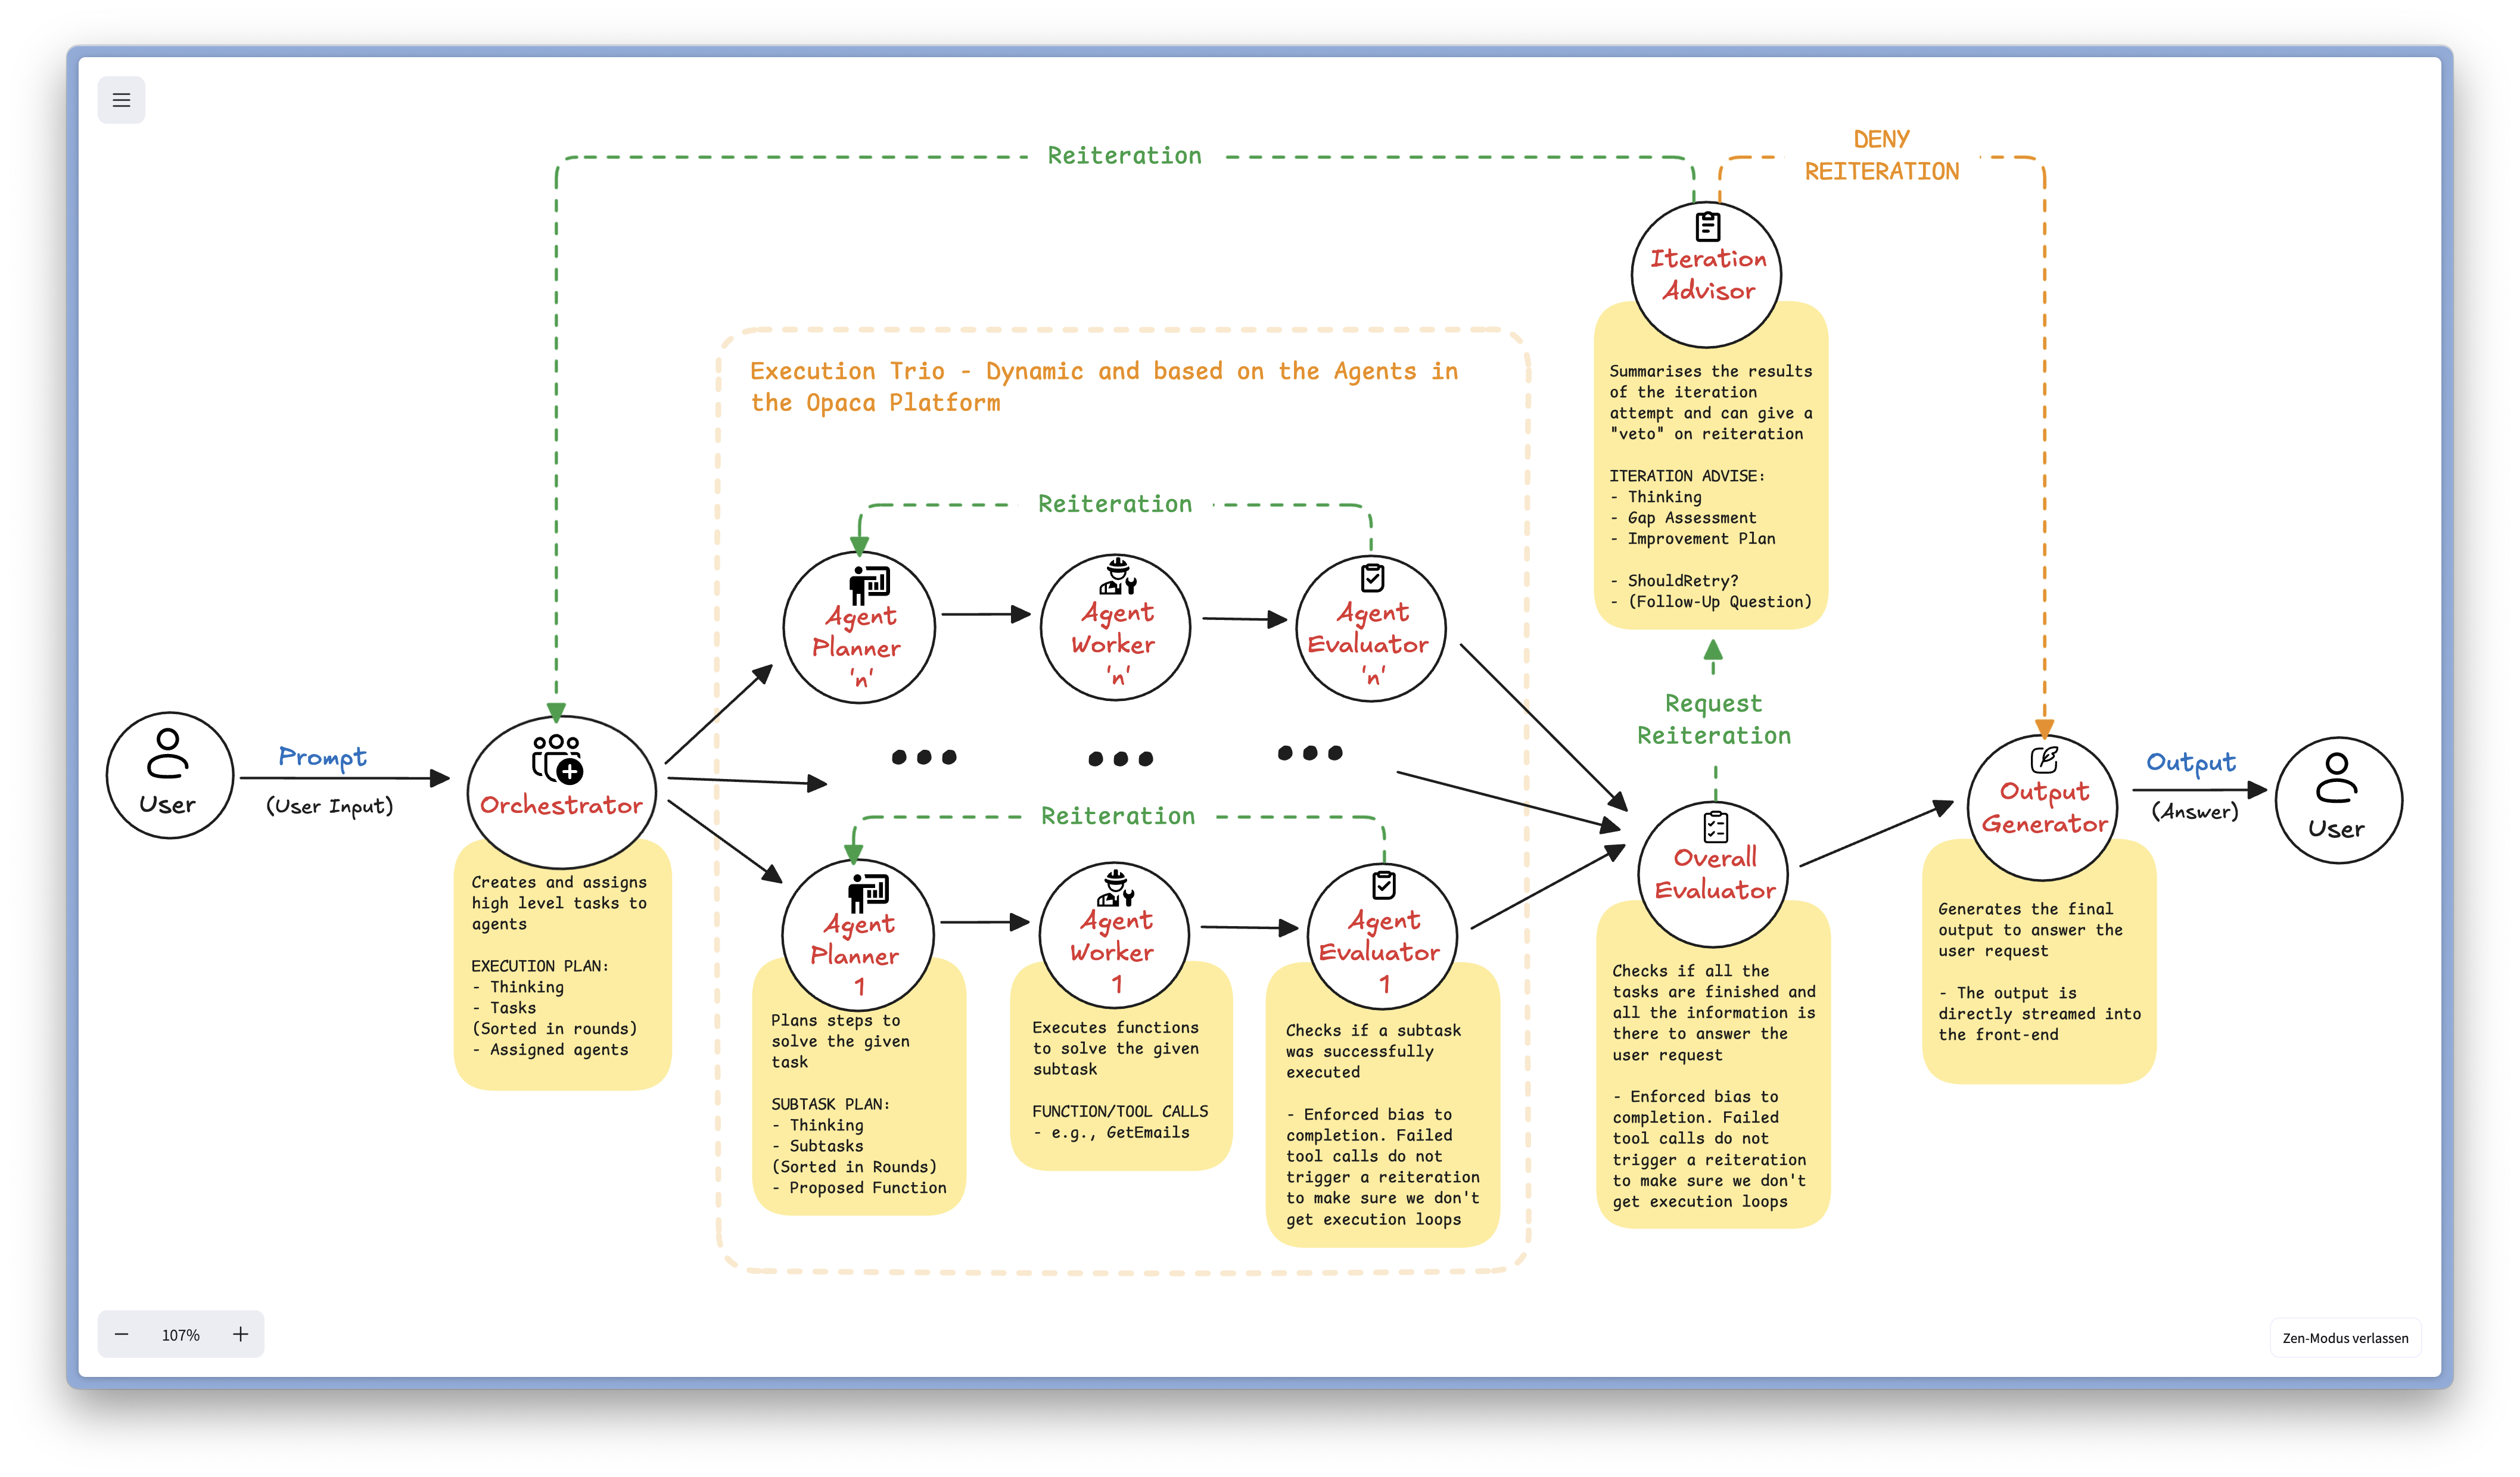 Reiteration
DENY
REITERATION
Iteration
Advisor
Summarises the results
of the iteration
attempt and can give a
"veto" on reiteration
ITERATION ADVISE:
- Thinking
- Gap Assessment
- Improvement Plan
- ShouldRetry?
- (Follow-Up Question)
Execution Trio - Dynamic and based on the Agents in
the Opaca Platform
Reiteration
Agent
Planner
'n'
Agent
Worker
'n'
Agent
Evaluator
'n'
Request
Reiteration
User
Prompt
(User Input)
Orchestrator
Creates and assigns
high level tasks to
agents
EXECUTION PLAN:
- Thinking
- Tasks
(Sorted in rounds)
- Assigned agents
Reiteration
Agent
Planner
1
Plans steps to
solve the given
task
SUBTASK PLAN:
- Thinking
- Subtasks
(Sorted in Rounds)
- Proposed Function
Agent
Worker
1
Executes functions
to solve the given
subtask
FUNCTION/TOOL CALLS
- e.g., GetEmails
Agent
Evaluator
1
Checks if a subtask
was successfully
executed
- Enforced bias to
completion. Failed
tool calls do not
trigger a reiteration
to make sure we don't
get execution loops
Overall
Evaluator
Checks if all the
tasks are finished and
all the information is
there to answer the
user request
- Enforced bias to
completion. Failed
tool calls do not
trigger a reiteration
to make sure we don't
get execution loops
Output
Generator
Generates the final
output to answer the
user request
- The output is
directly streamed into
the front-end
Output
(Answer)
User
107%
Zen-Modus verlassen